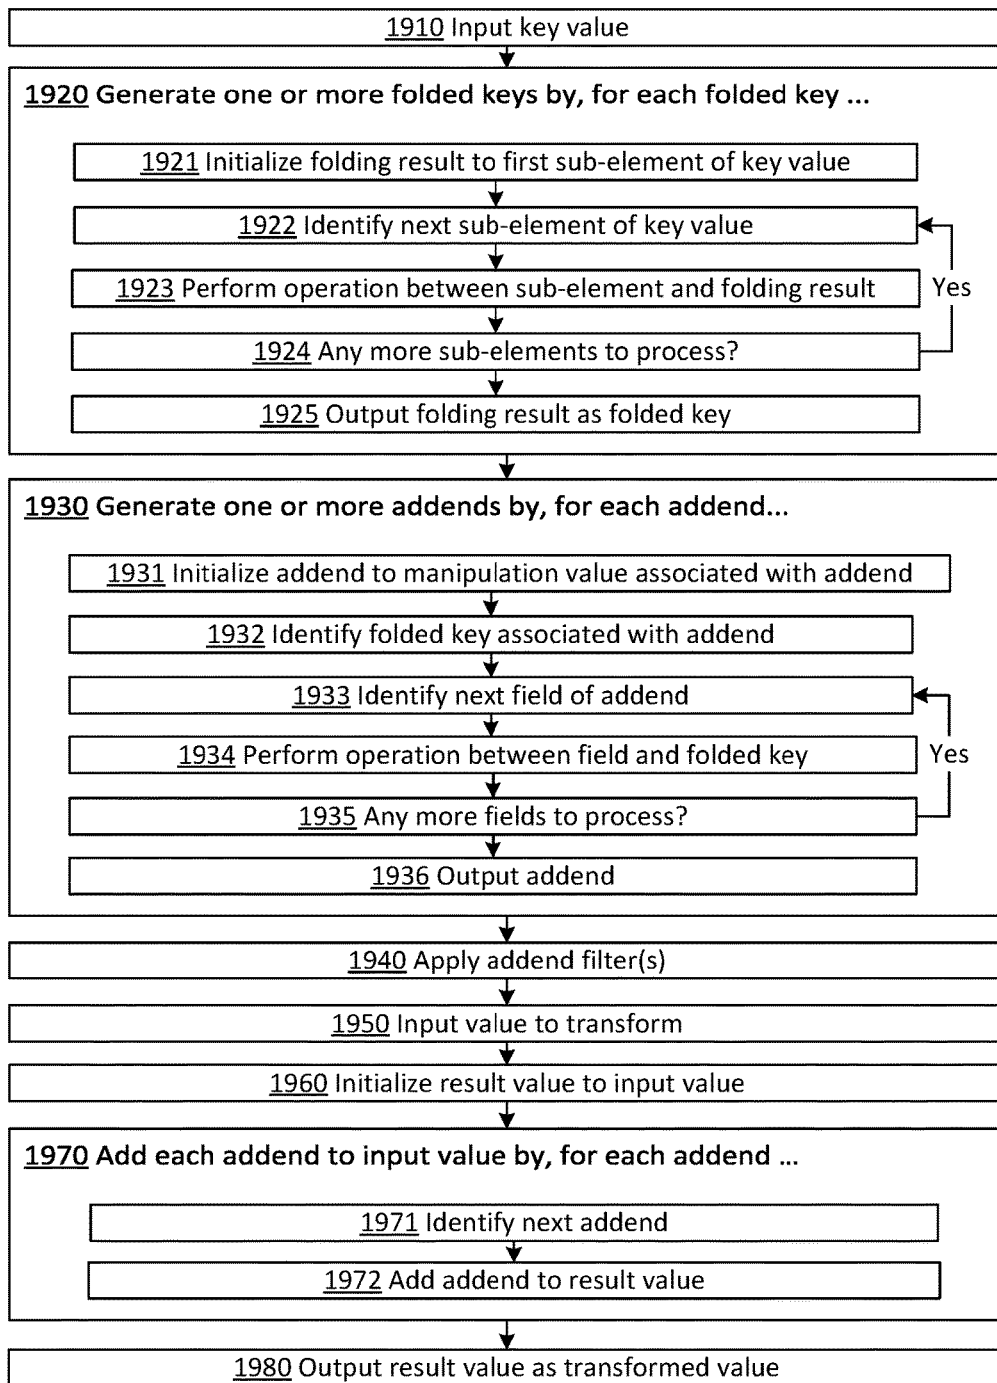 1910 Input key value
1920 Generate one or more folded keys by, for each folded key ...
1921 Initialize folding result to first sub-element of key value
1922 Identify next sub-element of key value
1923 Perform operation between sub-element and folding result
Yes
1924 Any more sub-elements to process?
1925 Output folding result as folded key
1930 Generate one or more addends by, for each addend...
1931 Initialize addend to manipulation value associated with addend
1932 Identify folded key associated with addend
1933 Identify next field of addend
1934 Perform operation between field and folded key
Yes
1935 Any more fields to process?
1936 Output addend
1940 Apply addend filter(s)
1950 Input value to transform
1960 Initialize result value to input value
1970 Add each addend to input value by, for each addend ...
1971 Identify next addend
1972 Add addend to result value
1980 Output result value as transformed value